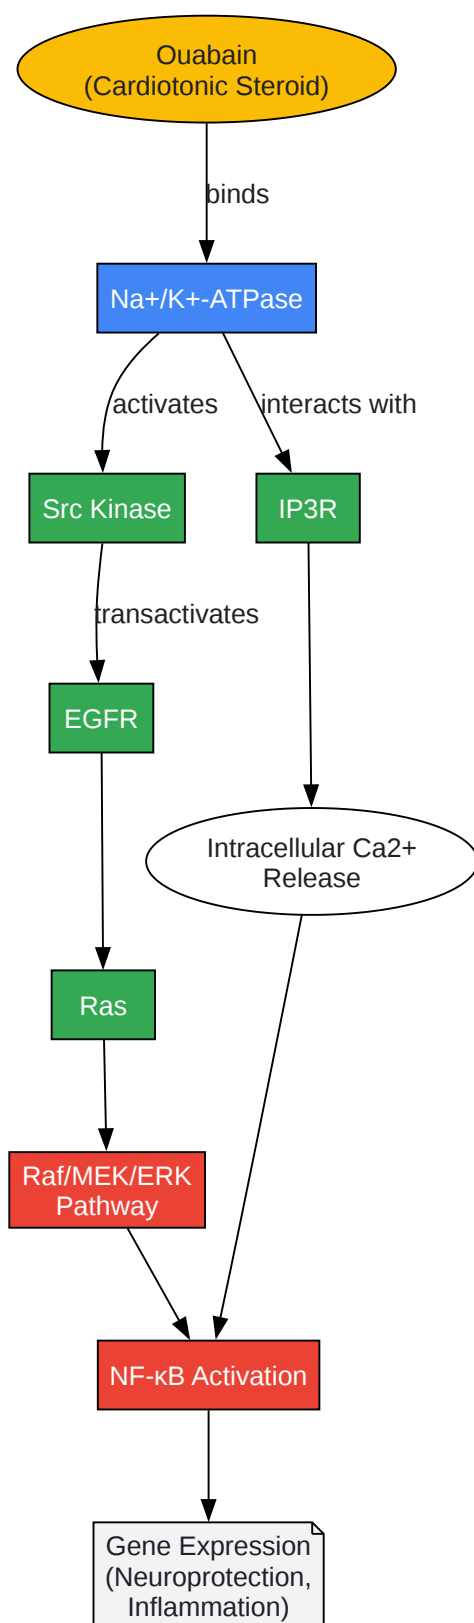 Ouabain
(Cardiotonic Steroid)
binds
Na+/K+-ATPase
activates
interacts with
Src Kinase
IP3R
transactivates
EGFR
Intracellular Ca2+
Release
Ras
Raf/MEK/ERK
Pathway
NF-κB Activation
Gene Expression
(Neuroprotection,
Inflammation)